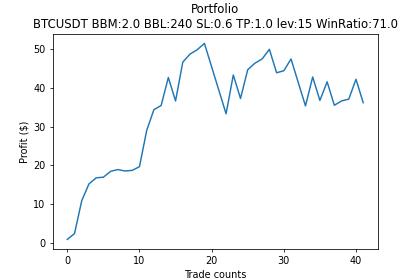 Portfolio
BTCUSDT BBM:2.0 BBL:240 SL:0.6 TP:1.0 lev:15 WinRatio:71.0
50
40
30
20
10
0
Profit ($)
0 10 20 30 40
Trade counts